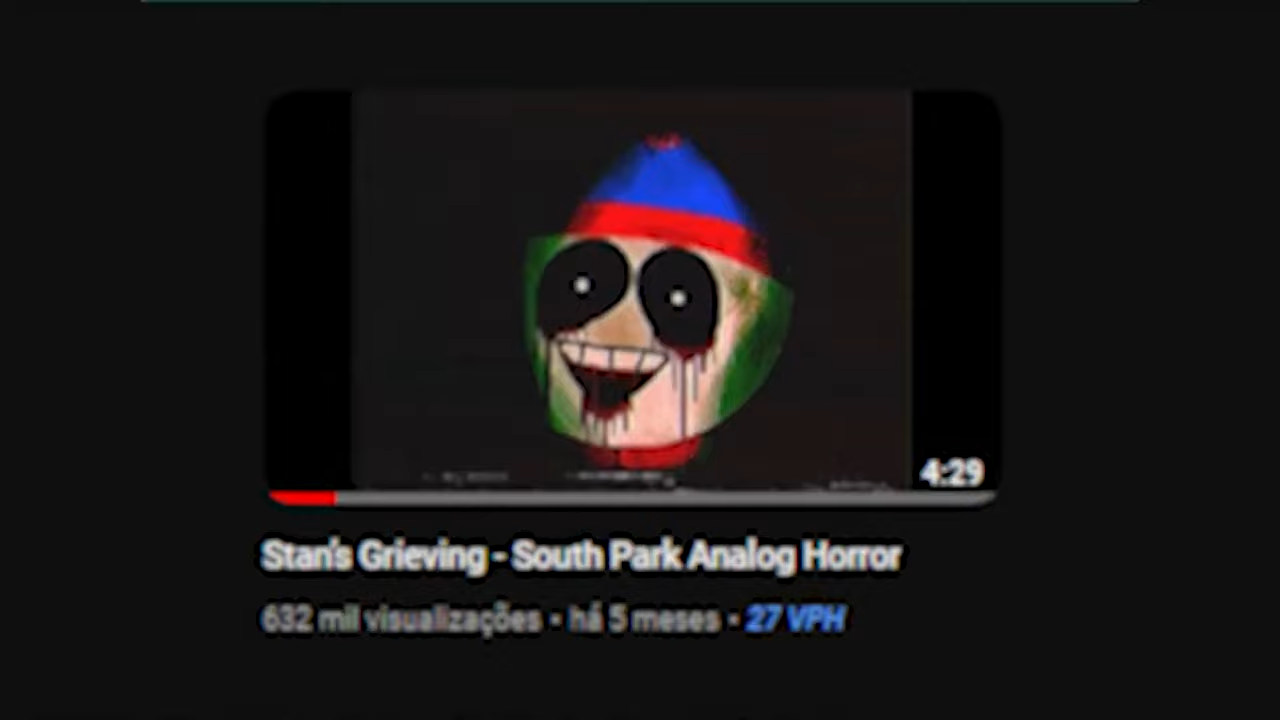 4:29
Stan's Grieving - South Park Analog Horror
632 mil visualizações • há 5 meses • 27 VPH